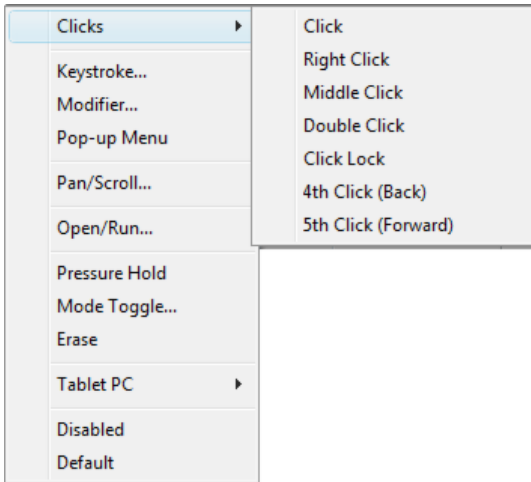 Clicks
Keystroke...
Modifier...
Pop-up Menu
Pan/Scroll...
Open/Run...
Pressure Hold
Mode Toggle...
Erase
Tablet PC
Disabled
Default
Click
Right Click
Middle Click
Double Click
Click Lock
4th Click (Back)
5th Click (Forward)